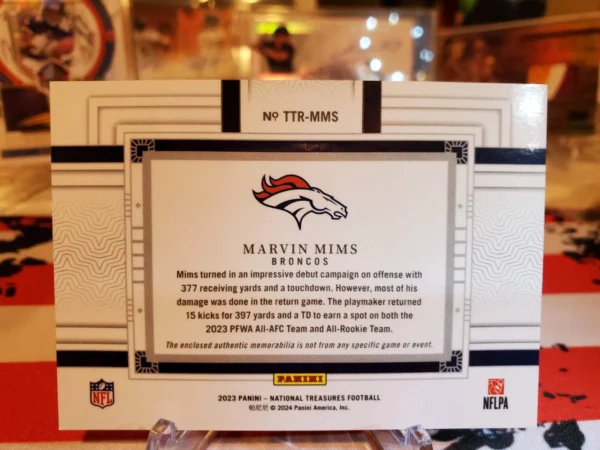 Nº TTR-MMS
MARVIN MIMS
BRONCOS
Mims turned in an impressive debut campaign on offense with
377 receiving yards and a touchdown. However, most of his
damage was done in the return game. The playmaker returned
15 kicks for 397 yards and a TD to earn a spot on both the
2023 PFWA All-AFC Team and All-Rookie Team.
The enclosed authentic memorabilia is not from any specific game or event.
PANINI
NFL
NFLPA
2023 PANINI – NATIONAL TREASURES FOOTBALL
帕尼尼 © 2024 Panini America, Inc.